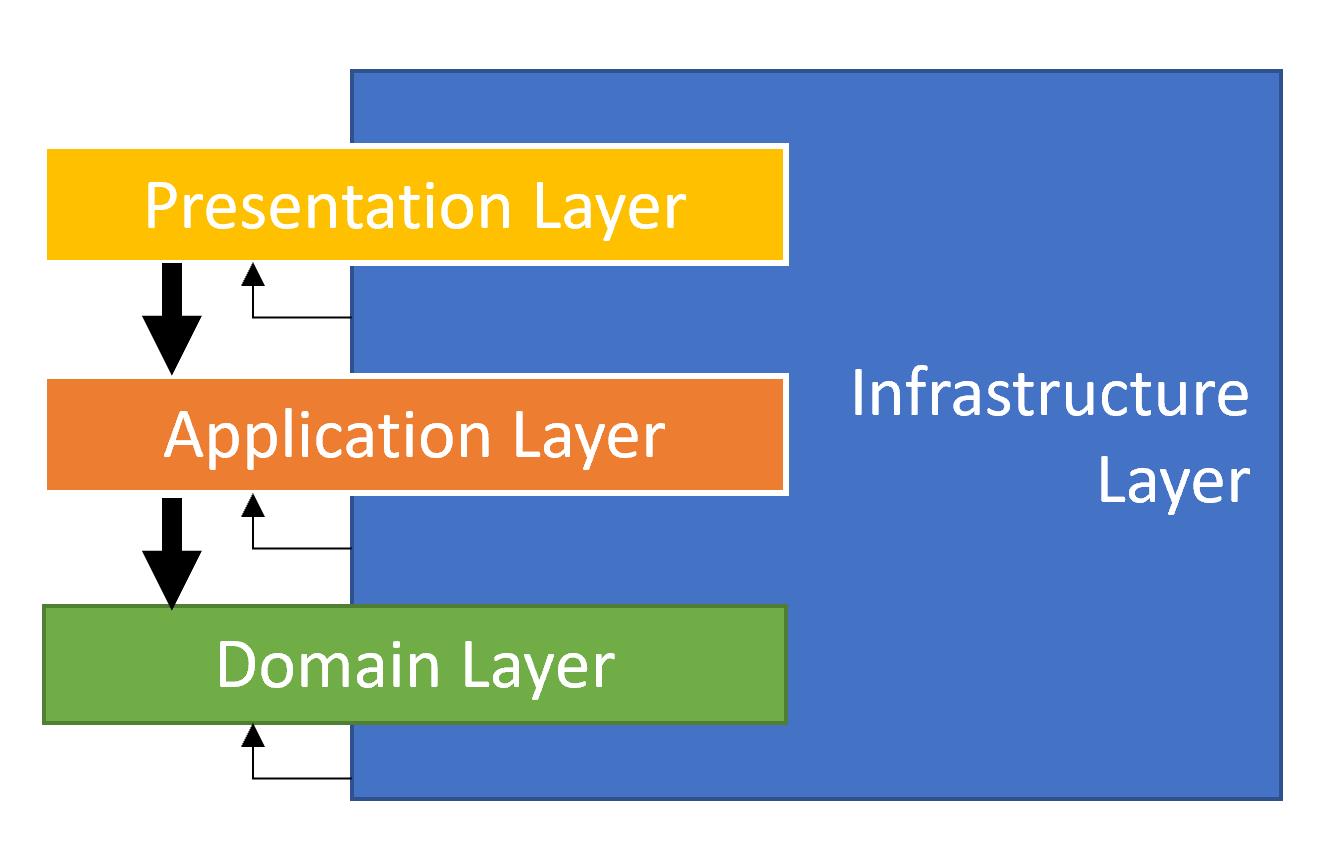 Presentation Layer
Application Layer
Infrastructure
Layer
Domain Layer